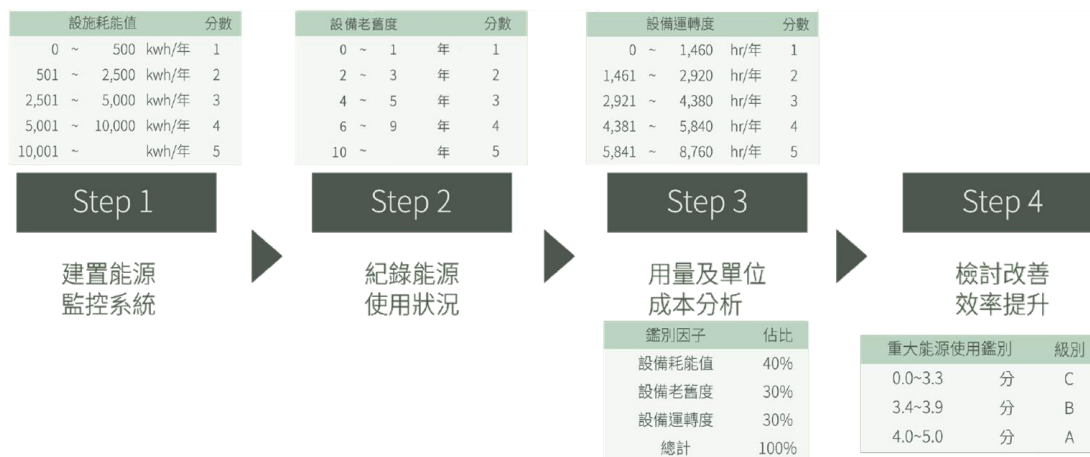 設施耗能值 分數
0 ~ 500 kwh/年 1
501 ~ 2,500 kwh/年 2
2,501 ~ 5,000 kwh/年 3
5,001 ~ 10,000 kwh/年 4
10,001 ~ kwh/年 5
設備老舊度 分數
0 ~ 1 年 1
2 ~ 3 年 2
4 ~ 5 年 3
6 ~ 9 年 4
10 ~ 年 5
設備運轉度 分數
0 ~ 1,460 hr/年 1
1,461 ~ 2,920 hr/年 2
2,921 ~ 4,380 hr/年 3
4,381 ~ 5,840 hr/年 4
5,841 ~ 8,760 hr/年 5
Step 1
建置能源
監控系統
Step 2
紀錄能源
使用狀況
Step 3
用量及單位
成本分析
鑑別因子 佔比
設備耗能值 40%
設備老舊度 30%
設備運轉度 30%
總計 100%
Step 4
檢討改善
效率提升
重大能源使用鑑別 級別
0.0~3.3 分 C
3.4~3.9 分 B
4.0~5.0 分 A